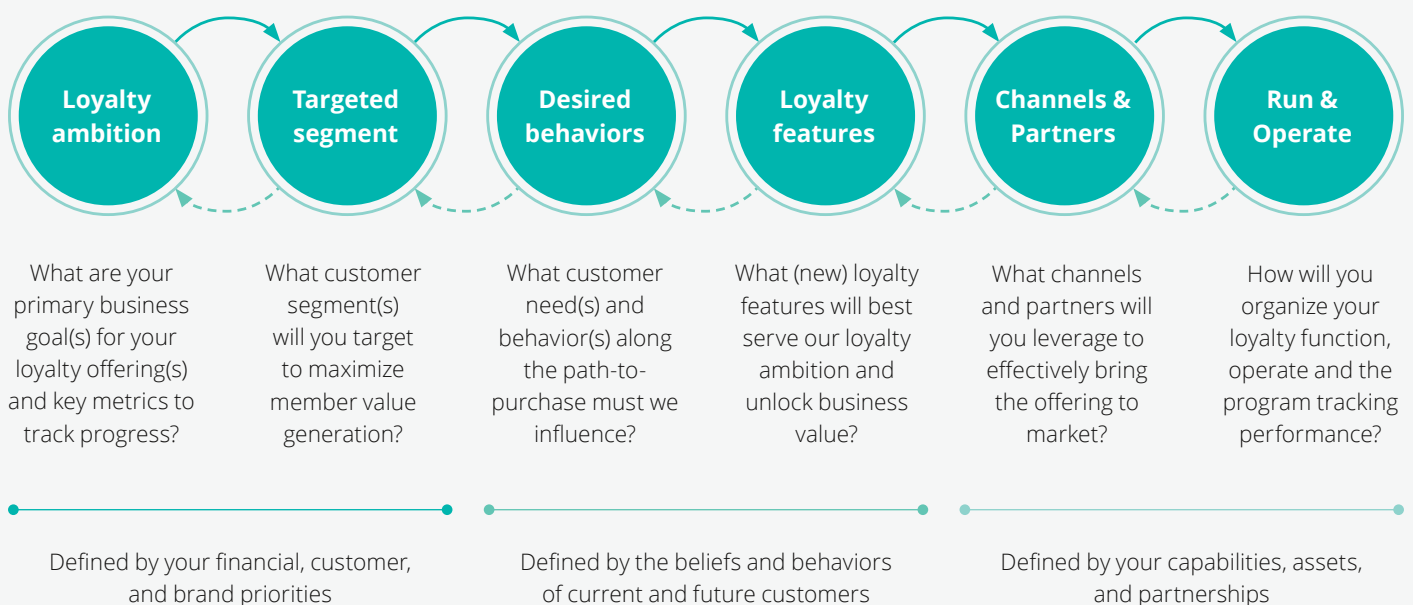 Loyalty
ambition
Targeted
segment
Desired
behaviors
Loyalty
features
Channels &
Partners
Run &
Operate
What are your
primary business
goal(s) for your
loyalty offering(s)
and key metrics to
track progress?
What customer
segment(s)
will you target
to maximize
member value
generation?
What customer
need(s) and
behavior(s) along
the path-to-
purchase must we
influence?
What (new) loyalty
features will best
serve our loyalty
ambition and
unlock business
value?
What channels
and partners will
you leverage to
effectively bring
the offering to
market?
How will you
organize your
loyalty function,
operate and the
program tracking
performance?
Defined by your financial, customer,
and brand priorities
Defined by the beliefs and behaviors
of current and future customers
Defined by your capabilities, assets,
and partnerships